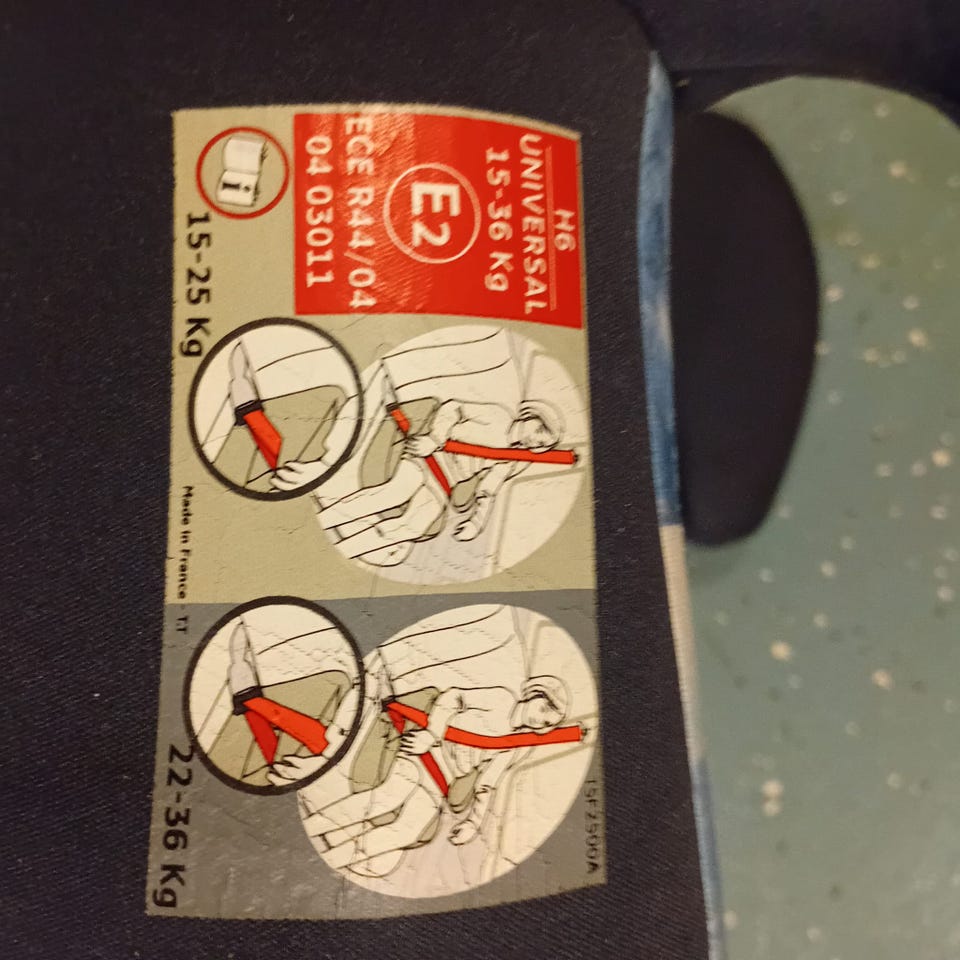 H6
UNIVERSAL
15-36 Kg
E2
ECE R44/04
04 03011
i
15-25 Kg
Made in France - TT
22-36 Kg